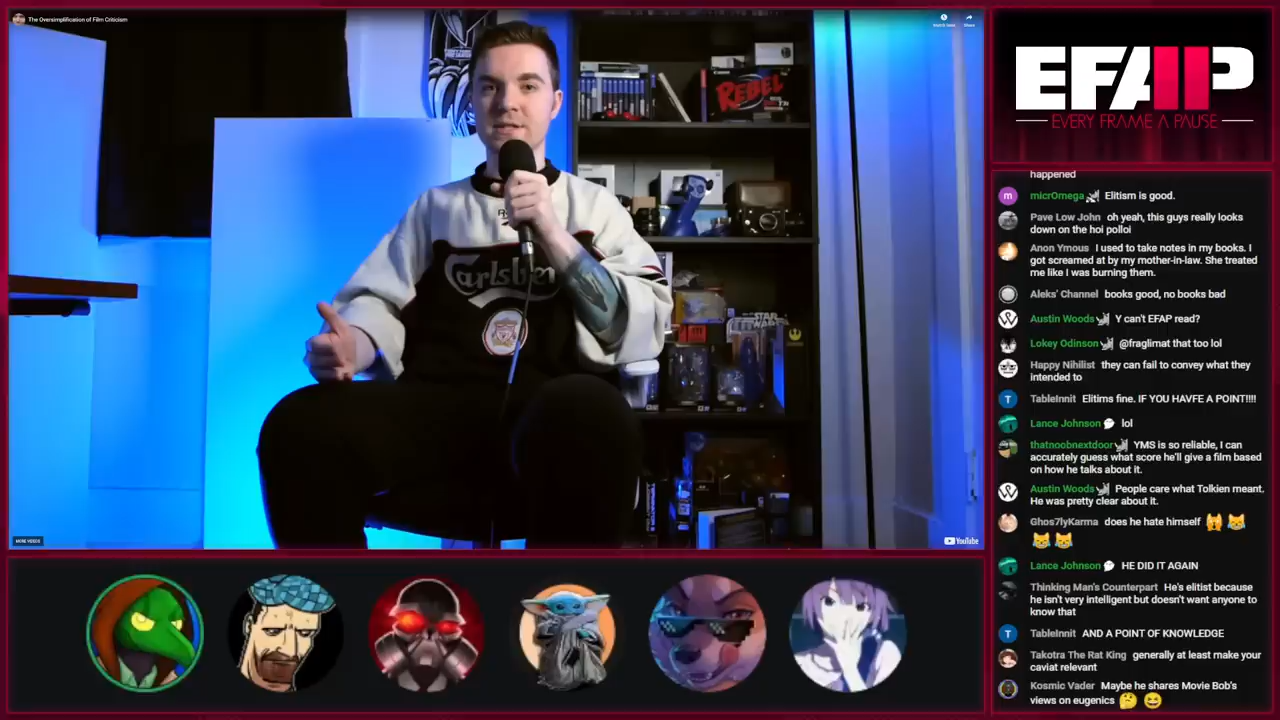 The Oversimplification of Film Criticism
Watch later
Share
REBEL
T7i
Carlsberg
STAR
WARS
MORE VIDEOS
YouTube
EFAP
EVERY FRAME A PAUSE
happened
micrOmega Elitism is good.
Pave Low John oh yeah, this guys really looks
down on the hoi polloi
Anon Ymous I used to take notes in my books. I
got screamed at by my mother-in-law. She treated
me like I was burning them.
Aleks' Channel books good, no books bad
Austin Woods Y can't EFAP read?
Lokey Odinson @fraglimat that too lol
Happy Nihilist they can fail to convey what they
intended to
TableInnit Elitims fine. IF YOU HAVFE A POINT!!!!
Lance Johnson lol
thatnoobnextdoor YMS is so reliable, I can
accurately guess what score he'll give a film based
on how he talks about it.
Austin Woods People care what Tolkien meant.
He was pretty clear about it.
Ghos7lyKarma does he hate himself 🙀 😹
😹 😹
Lance Johnson HE DID IT AGAIN
Thinking Man's Counterpart He's elitist because
he isn't very intelligent but doesn't want anyone to
know that
TableInnit AND A POINT OF KNOWLEDGE
Takotra The Rat King generally at least make your
caviat relevant
Kosmic Vader Maybe he shares Movie Bob's
views on eugenics 🤔 😆